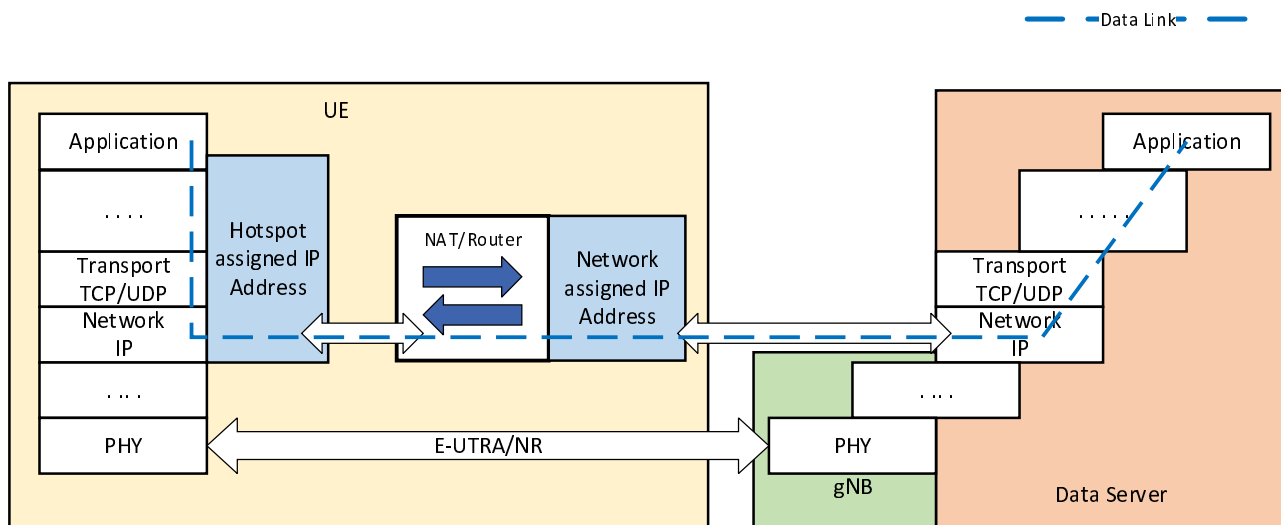 Data Link
UE
Application
. . . .
Transport
TCP/UDP
Network
IP
. . . .
PHY
Hotspot
assigned IP
Address
NAT/Router
Network
assigned IP
Address
E-UTRA/NR
Application
. . . . .
Transport
TCP/UDP
Network
IP
. . . .
PHY
gNB
Data Server